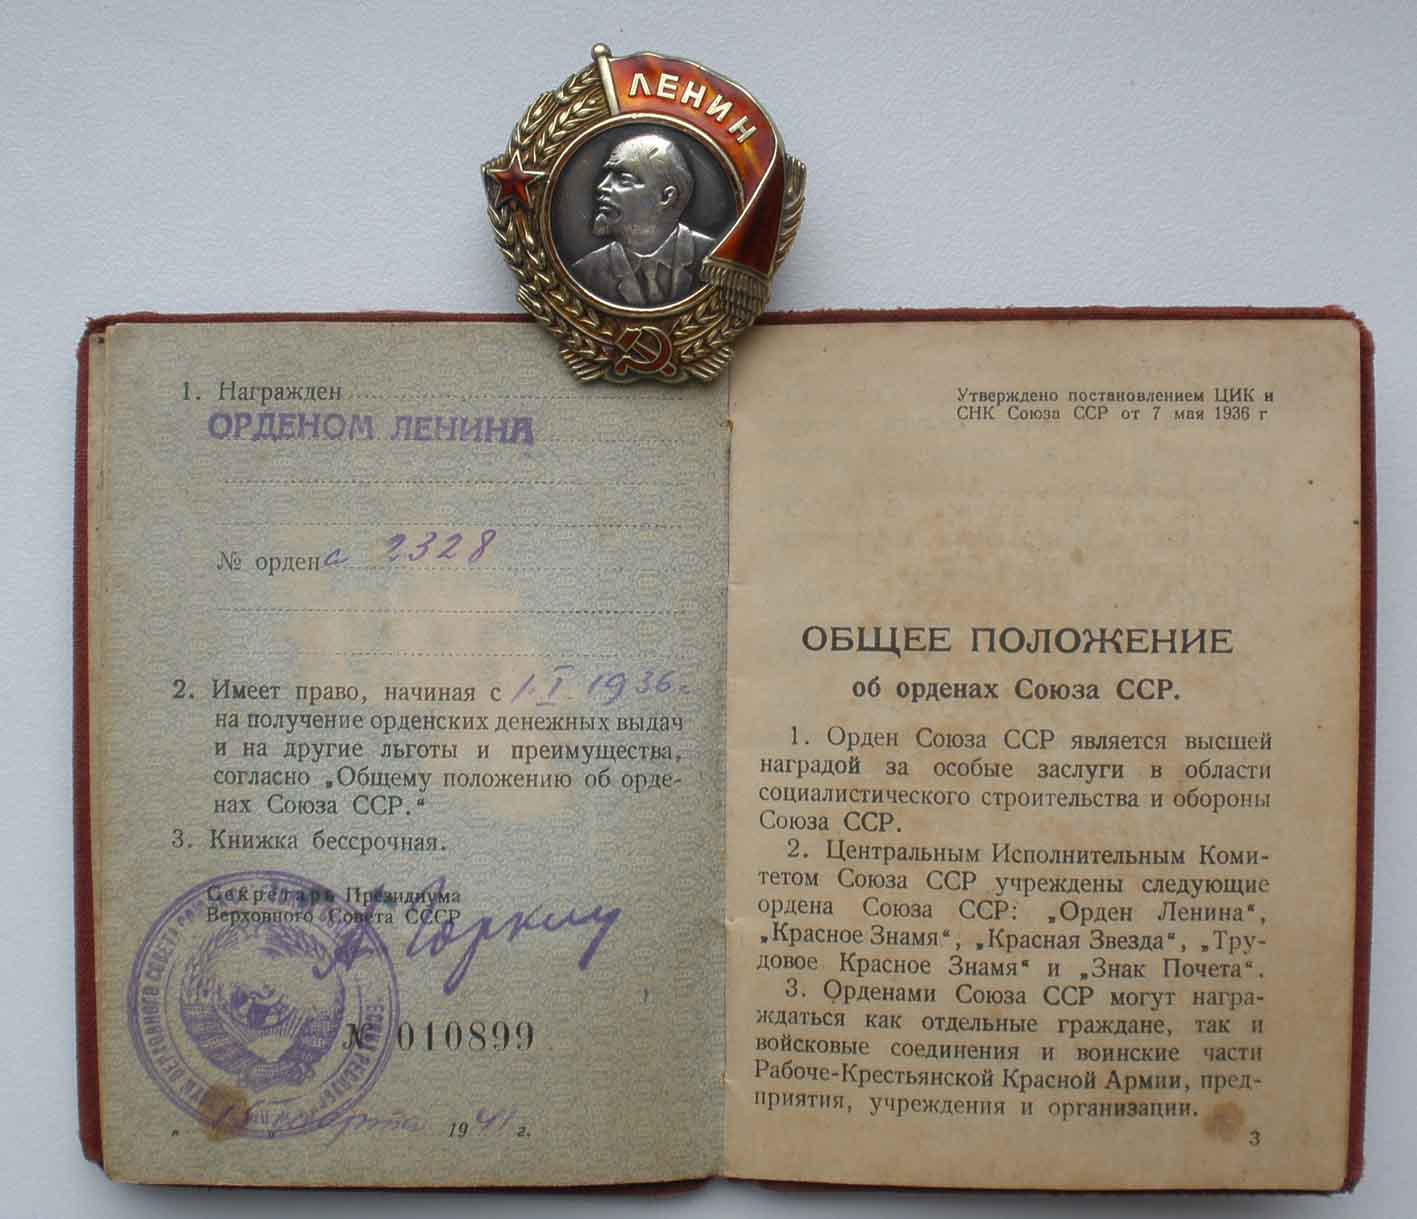 ЛЕНИН
1. Награжден
ОРДЕНОМ ЛЕНИНА
№ ордена 2328
2. Имеет право, начиная с 1.I.1936 г.
на получение орденских денежных выдач
и на другие льготы и преимущества,
согласно „Общему положению об орде-
нах Союза ССР.“
3. Книжка бессрочная.
Секретарь Президиума
Верховного Совета СССР
А Горкин
№ 010899
марта 1941 г.
Утверждено постановлением ЦИК и
СНК Союза ССР от 7 мая 1936 г
ОБЩЕЕ ПОЛОЖЕНИЕ
об орденах Союза ССР.
1. Орден Союза ССР является высшей
наградой за особые заслуги в области
социалистического строительства и обороны
Союза ССР.
2. Центральным Исполнительным Коми-
тетом Союза ССР учреждены следующие
ордена Союза ССР: „Орден Ленина“,
„Красное Знамя“, „Красная Звезда“, „Тру-
довое Красное Знамя“ и „Знак Почета“.
3. Орденами Союза ССР могут награ-
ждаться как отдельные граждане, так и
войсковые соединения и воинские части
Рабоче-Крестьянской Красной Армии, пред-
приятия, учреждения и организации.
3